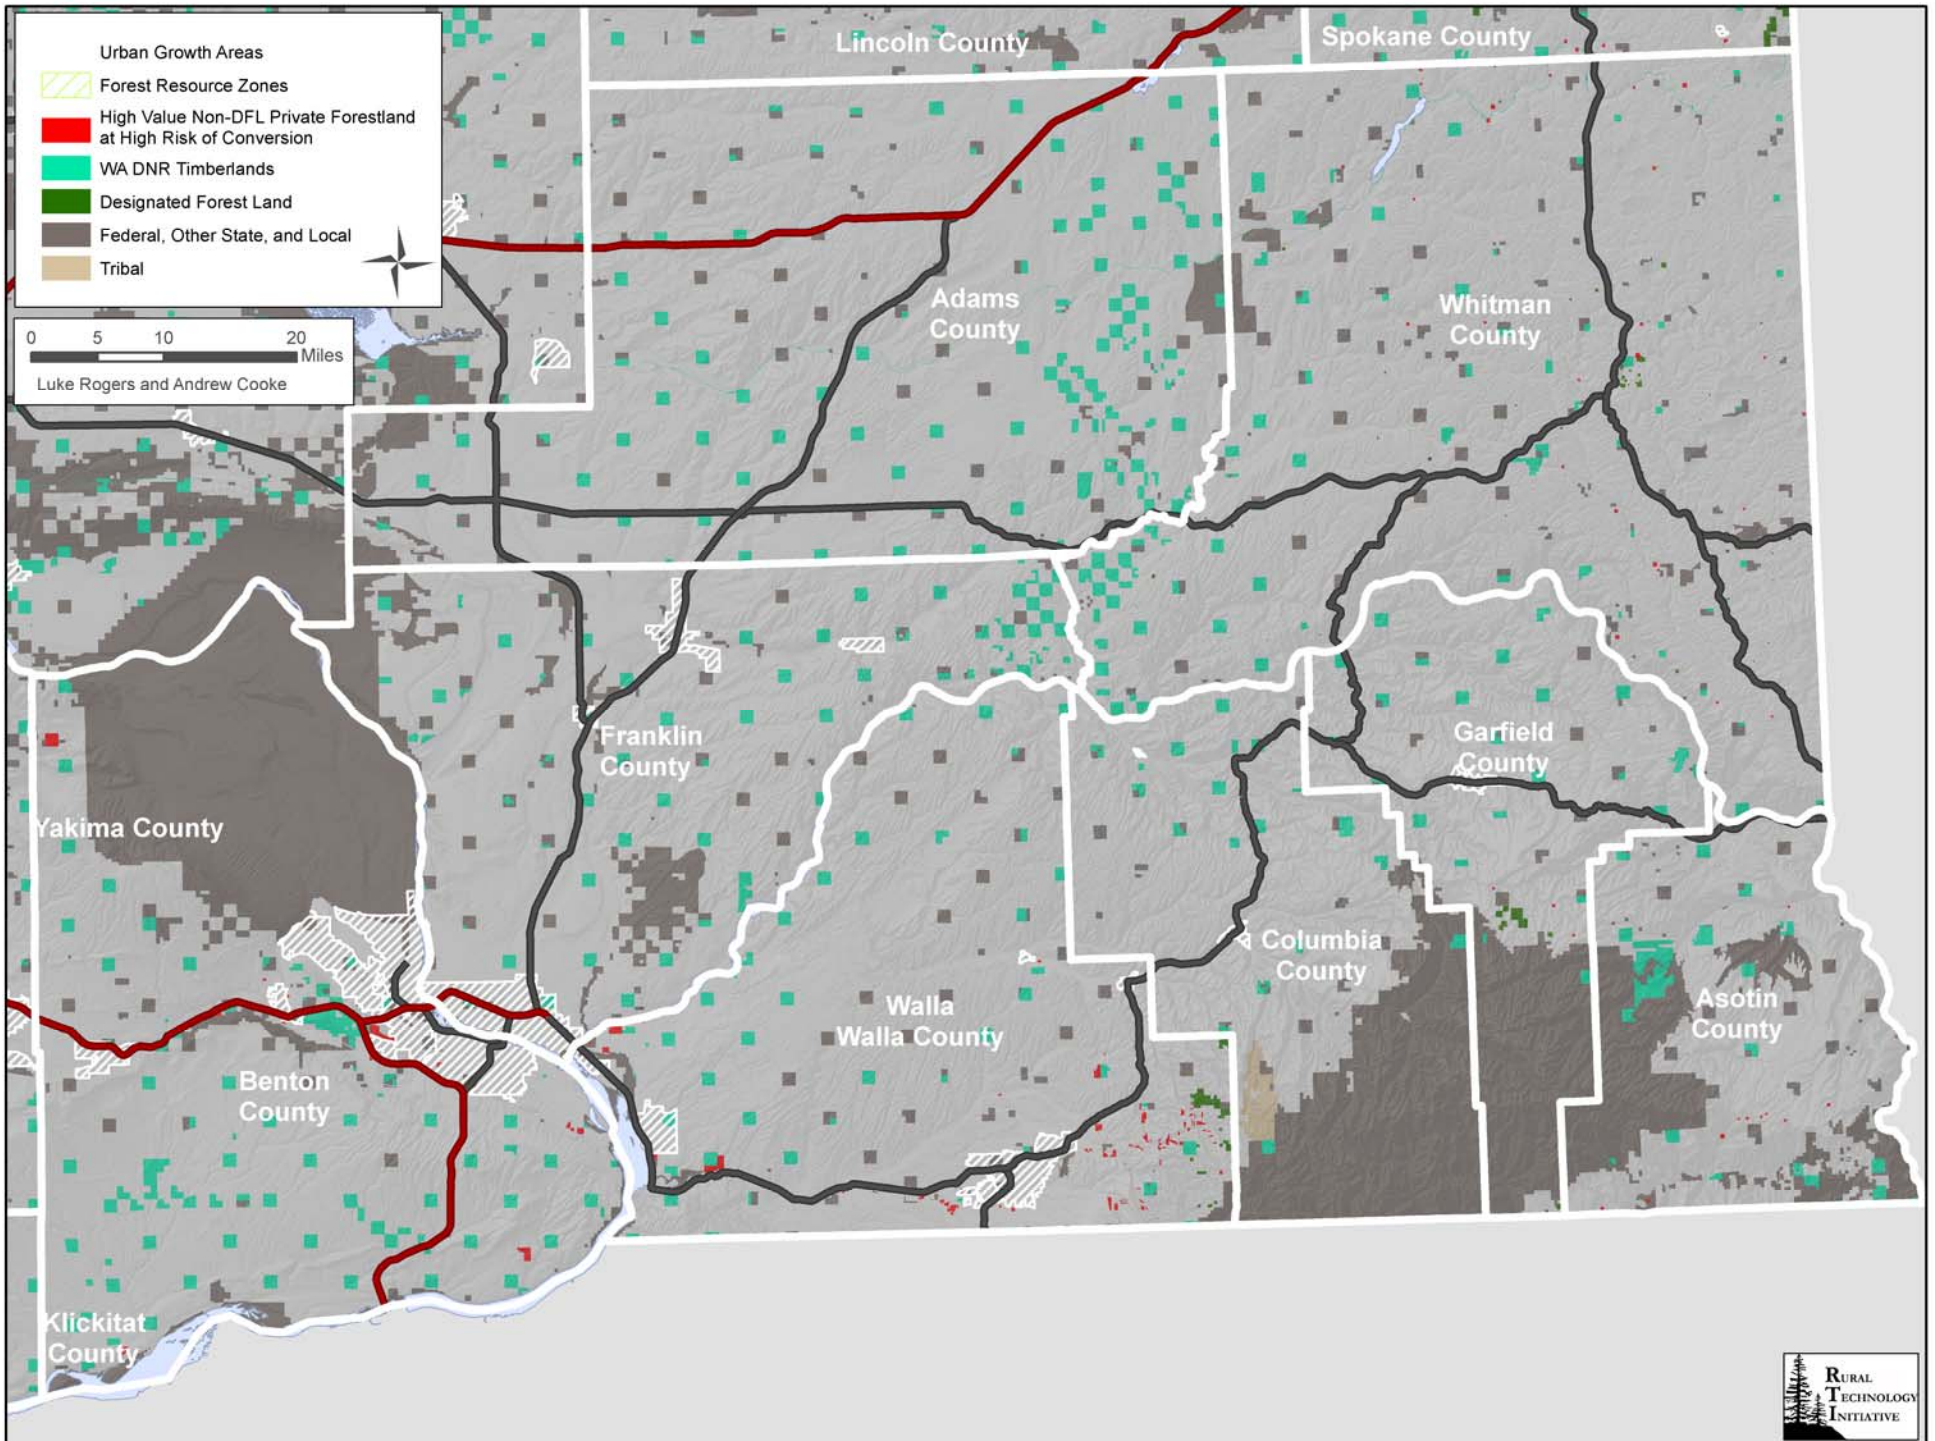 Urban Growth Areas
Forest Resource Zones
High Value Non-DFL Private Forestland
at High Risk of Conversion
WA DNR Timberlands
Designated Forest Land
Federal, Other State, and Local
Tribal
0 5 10 20
Miles
Luke Rogers and Andrew Cooke
Lincoln County
Spokane County
Adams
County
Whitman
County
Franklin
County
Garfield
County
Yakima County
Columbia
County
Walla
Walla County
Asotin
County
Benton
County
Klickitat
County
RURAL
TECHNOLOGY
INITIATIVE